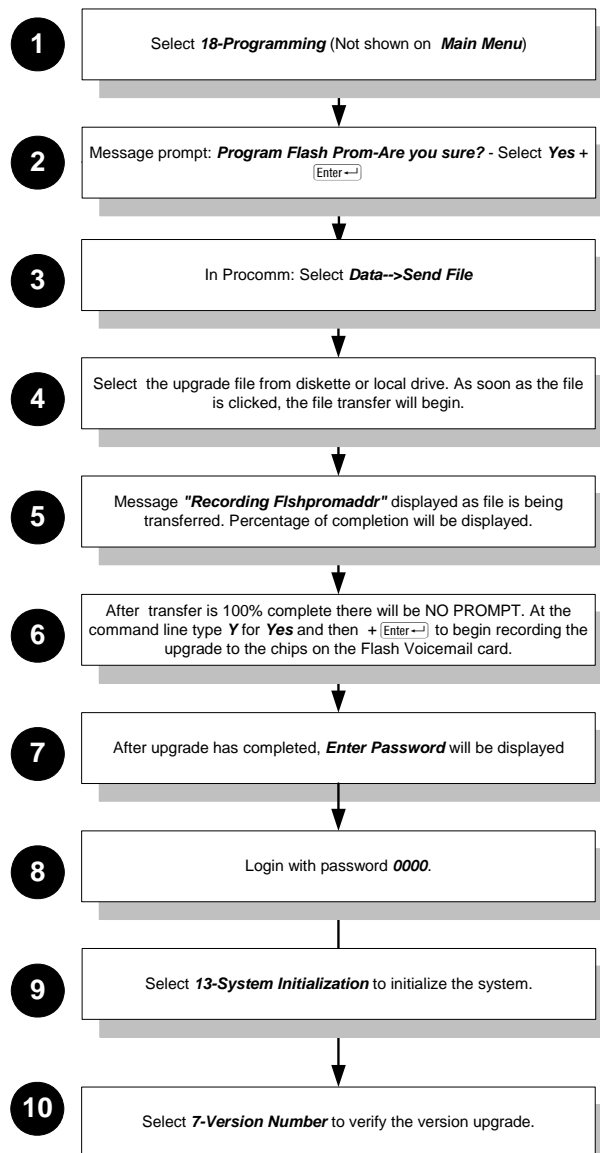 1
Select 18-Programming (Not shown on Main Menu)
2
Message prompt: Program Flash Prom-Are you sure? - Select Yes +
Enter
3
In Procomm: Select Data-->Send File
4
Select the upgrade file from diskette or local drive. As soon as the file
is clicked, the file transfer will begin.
5
Message "Recording Flshpromaddr" displayed as file is being
transferred. Percentage of completion will be displayed.
6
After transfer is 100% complete there will be NO PROMPT. At the
command line type Y for Yes and then + Enter to begin recording the
upgrade to the chips on the Flash Voicemail card.
7
After upgrade has completed, Enter Password will be displayed
8
Login with password 0000.
9
Select 13-System Initialization to initialize the system.
10
Select 7-Version Number to verify the version upgrade.